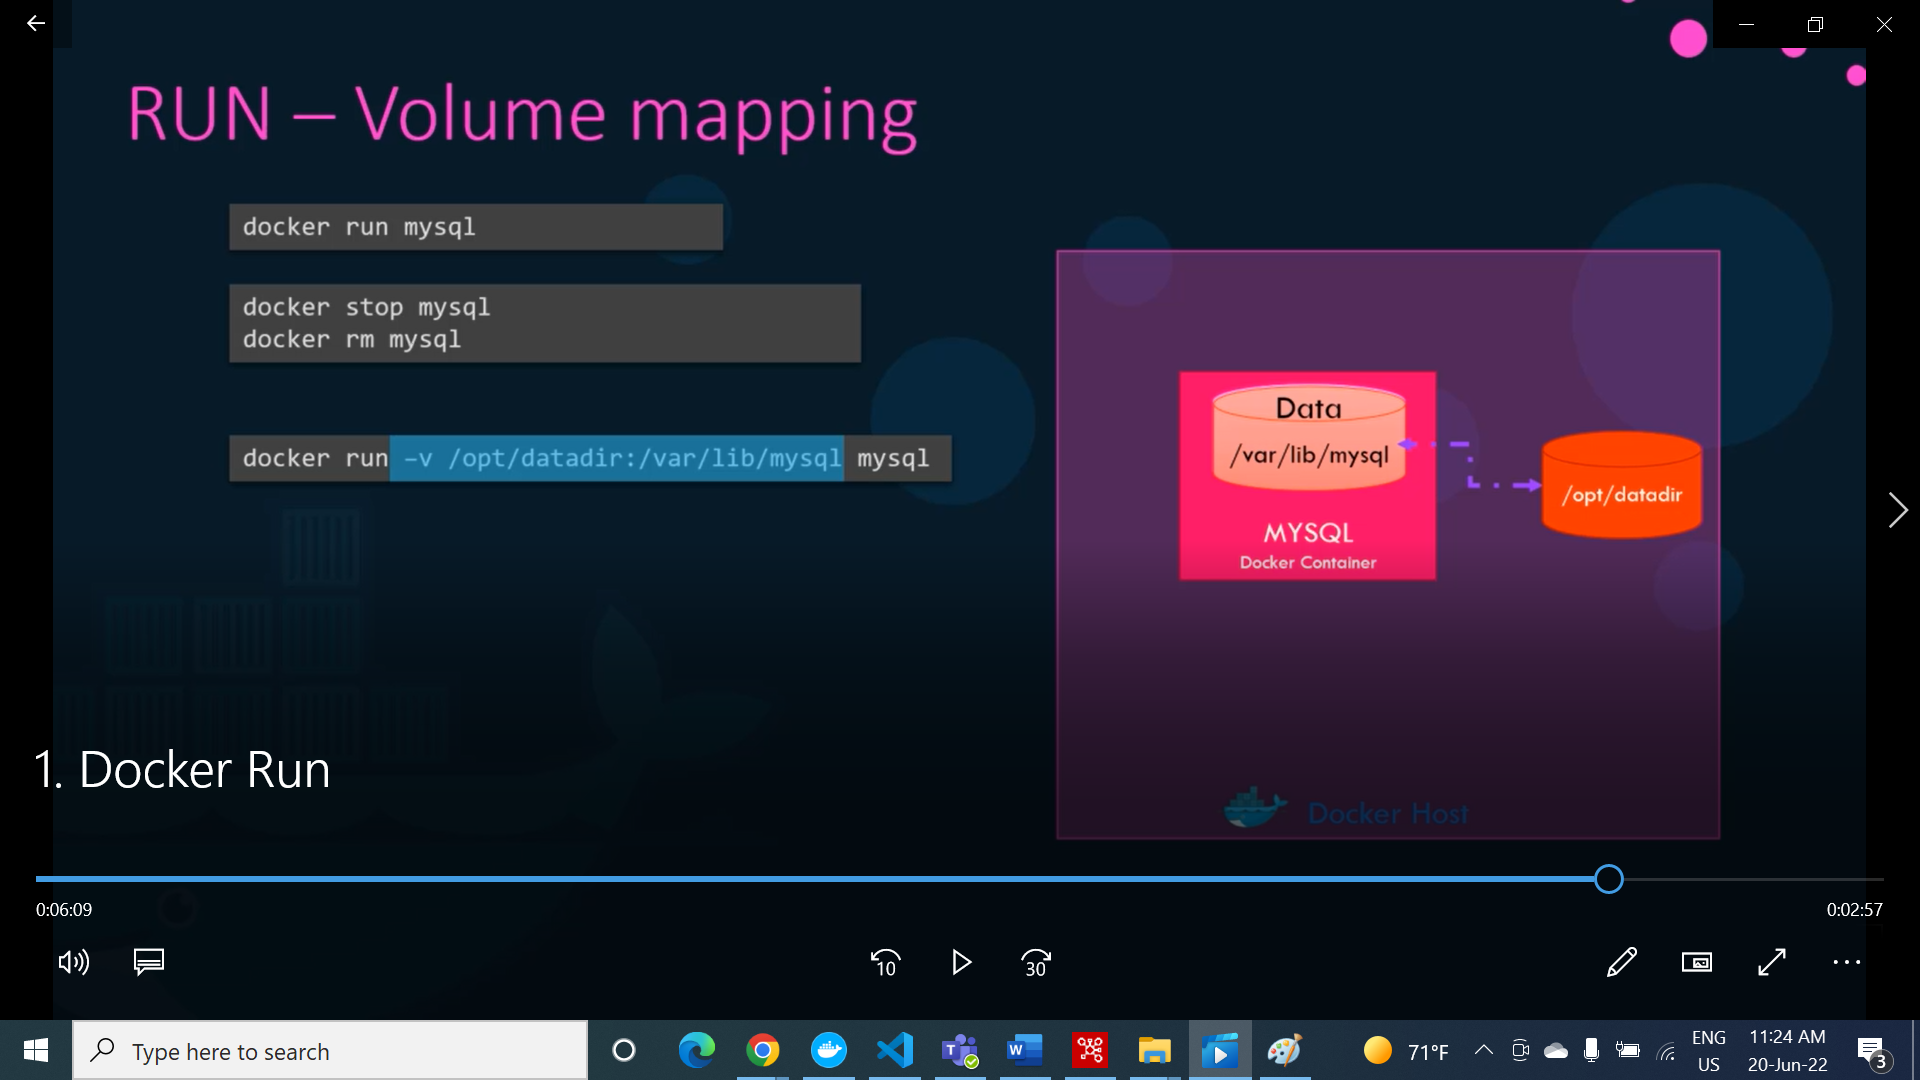 RUN – Volume mapping
docker run mysql
docker stop mysql
docker rm mysql
docker run -v /opt/datadir:/var/lib/mysql mysql
Data
/var/lib/mysql
/opt/datadir
MYSQL
Docker Container
Docker Host
1. Docker Run
0:06:09
0:02:57
10
30
Type here to search
T
W
71°F
ENG
US
11:24 AM
20-Jun-22
3